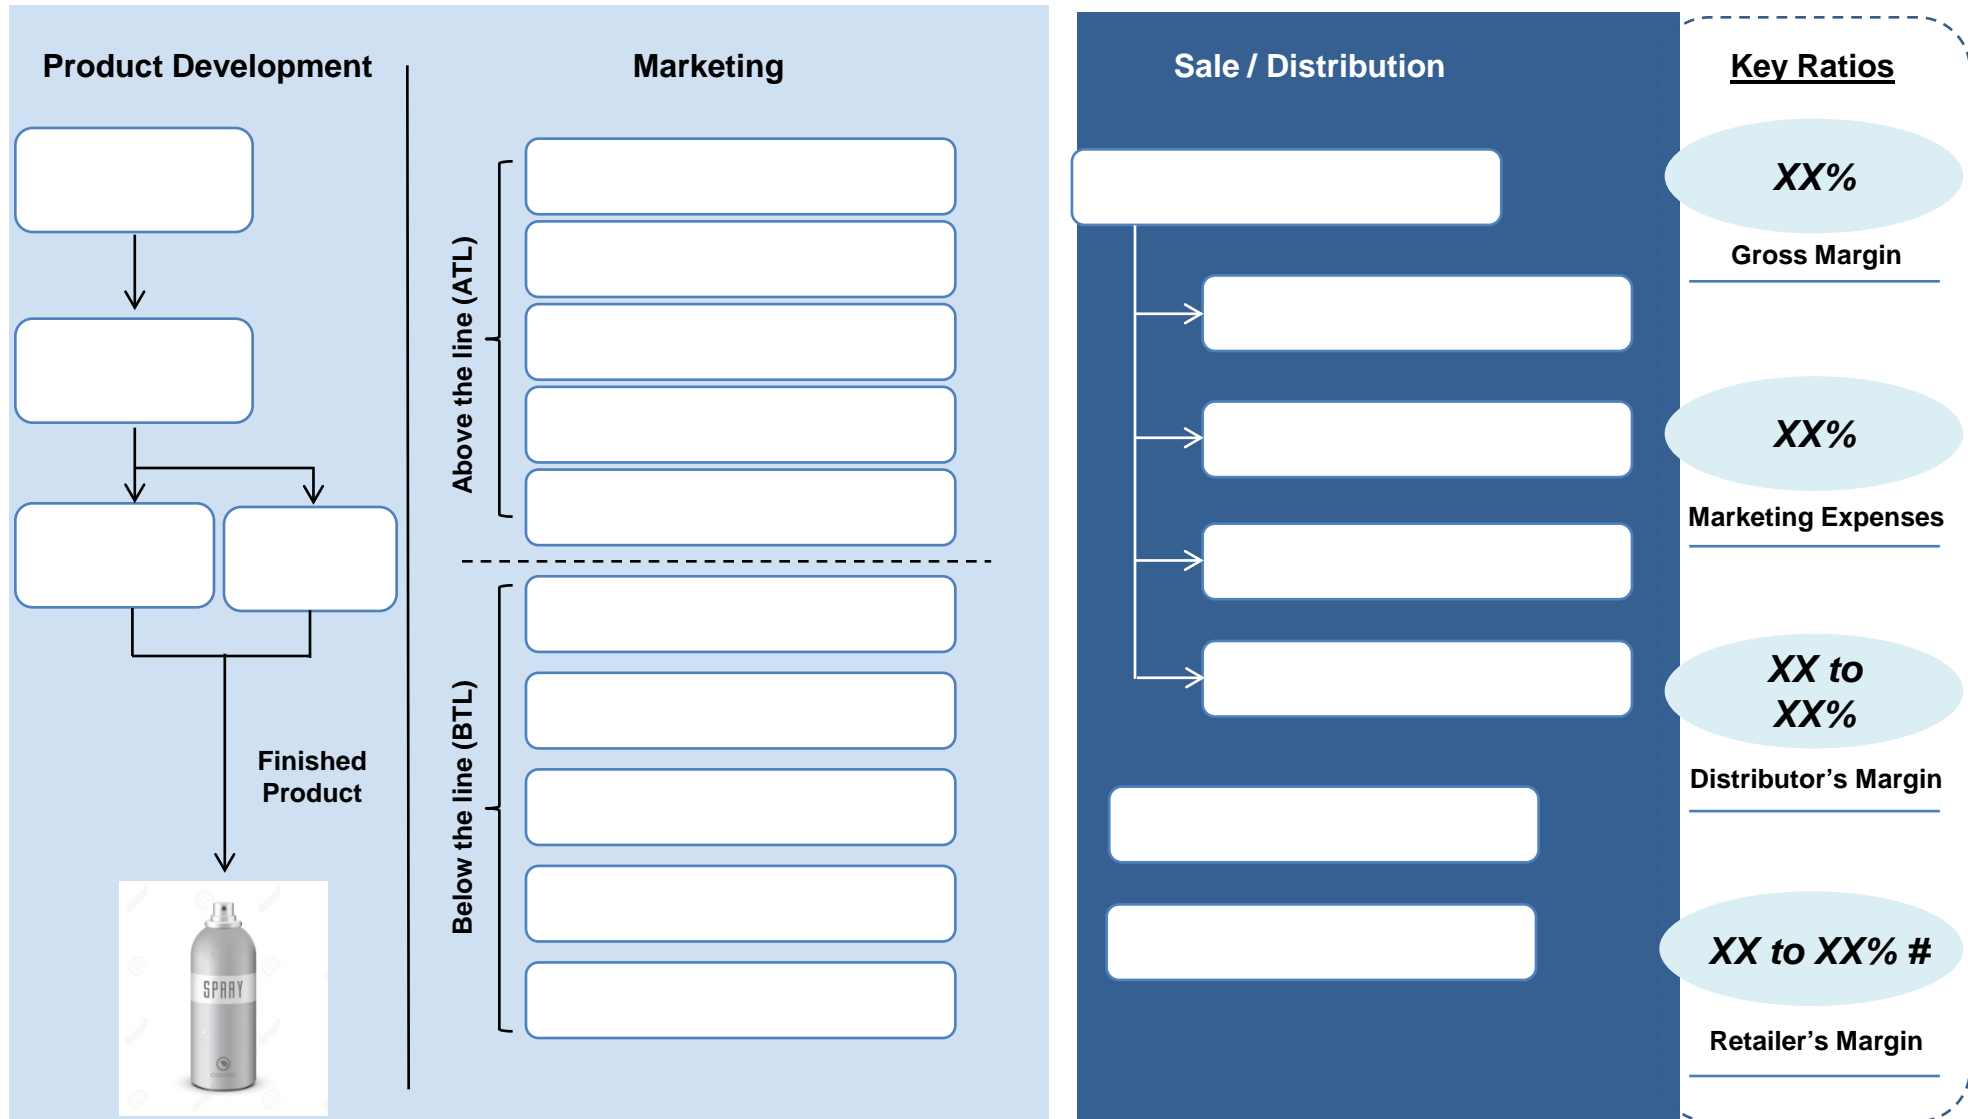 Product Development
Marketing
Sale / Distribution
Key Ratios
Above the line (ATL)
Below the line (BTL)
Finished
Product
SPRAY
XX%
Gross Margin
XX%
Marketing Expenses
XX to
XX%
Distributor's Margin
XX to XX% #
Retailer's Margin